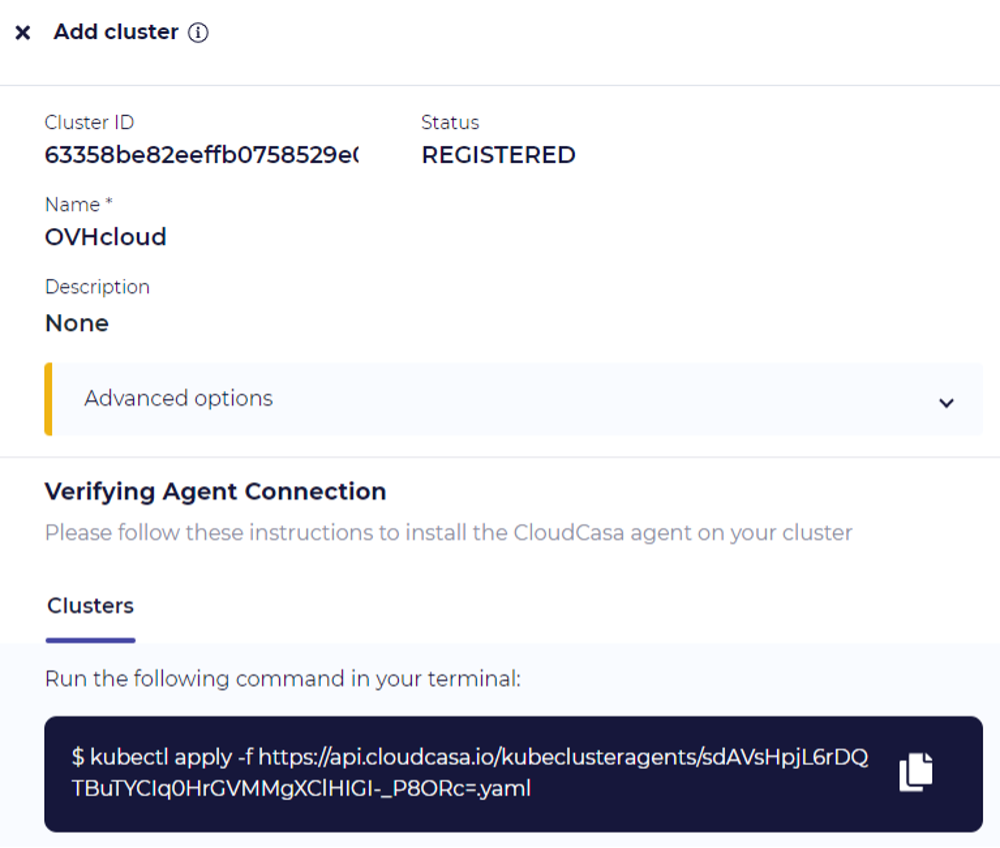 Add cluster
Cluster ID
Status
63358be82eeffb0758529e
REGISTERED
Name *
OVHcloud
Description
None
Advanced options
Verifying Agent Connection
Please follow these instructions to install the CloudCasa agent on your cluster
Clusters
Run the following command in your terminal:
$ kubectl apply -f https://api.cloudcasa.io/kubeclusteragents/sdAVsHpjL6rDQ
TBuTYCIq0HrGVMMgXClHIGI-_P8ORc=.yaml